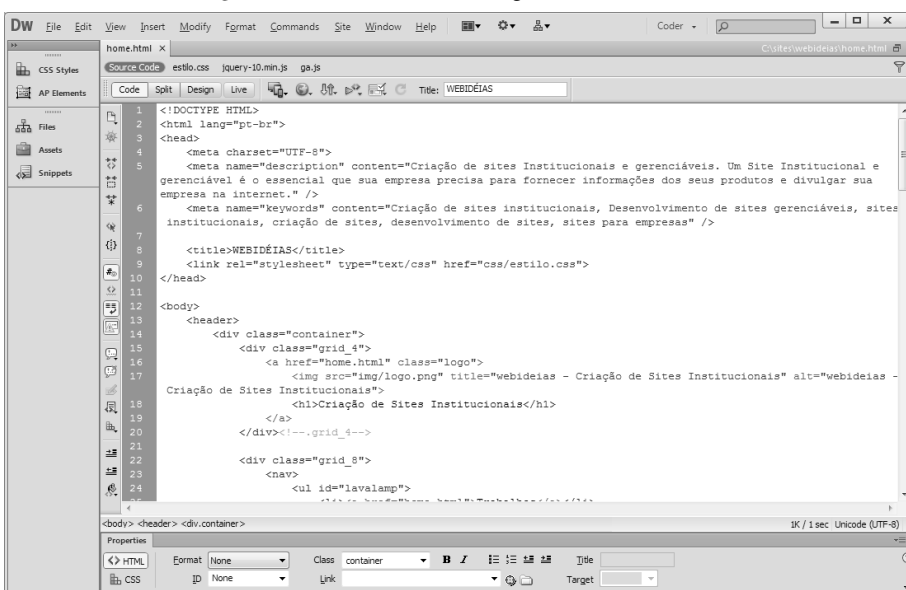 DW File Edit View Insert Modify Format Commands Site Window Help Coder
home.html × C:\sites\webideias\home.html
Source Code estilo.css jquery-10.min.js ga.js
Code Split Design Live Title: WEBIDÉIAS
CSS Styles
AP Elements
Files
Assets
Snippets
1 <!DOCTYPE HTML>
2 <html lang="pt-br">
3 <head>
4 <meta charset="UTF-8">
5 <meta name="description" content="Criação de sites Institucionais e gerenciáveis. Um Site Institucional e
gerenciável é o essencial que sua empresa precisa para fornecer informações dos seus produtos e divulgar sua
empresa na internet." />
6 <meta name="keywords" content="Criação de sites institucionais, Desenvolvimento de sites gerenciáveis, sites
institucionais, criação de sites, desenvolvimento de sites, sites para empresas" />
7
8 <title>WEBIDÉIAS</title>
9 <link rel="stylesheet" type="text/css" href="css/estilo.css">
10 </head>
11
12 <body>
13 <header>
14 <div class="container">
15 <div class="grid_4">
16 <a href="home.html" class="logo">
17 <img src="img/logo.png" title="webideias - Criação de Sites Institucionais" alt="webideias -
Criação de Sites Institucionais">
18 <h1>Criação de Sites Institucionais</h1>
19 </a>
20 </div><!--.grid_4-->
21
22 <div class="grid_8">
23 <nav>
24 <ul id="lavalamp">
<body> <header> <div.container> 1K / 1 sec Unicode (UTF-8)
Properties
<> HTML Format None Class container B I Title
CSS ID None Link Target